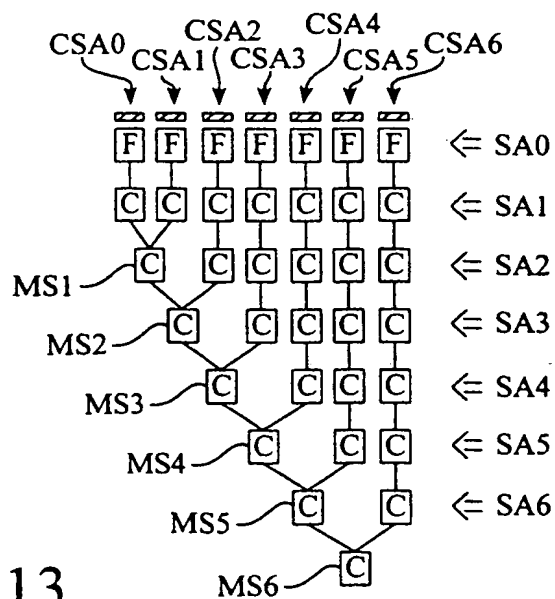 CSA0
CSA1
CSA2
CSA3
CSA4
CSA5
CSA6
F F F F F F F ⇐ SA0
C C C C C C C ⇐ SA1
MS1 C C C C C C ⇐ SA2
MS2 C C C C C ⇐ SA3
MS3 C C C C ⇐ SA4
MS4 C C C ⇐ SA5
MS5 C C ⇐ SA6
MS6 C
13